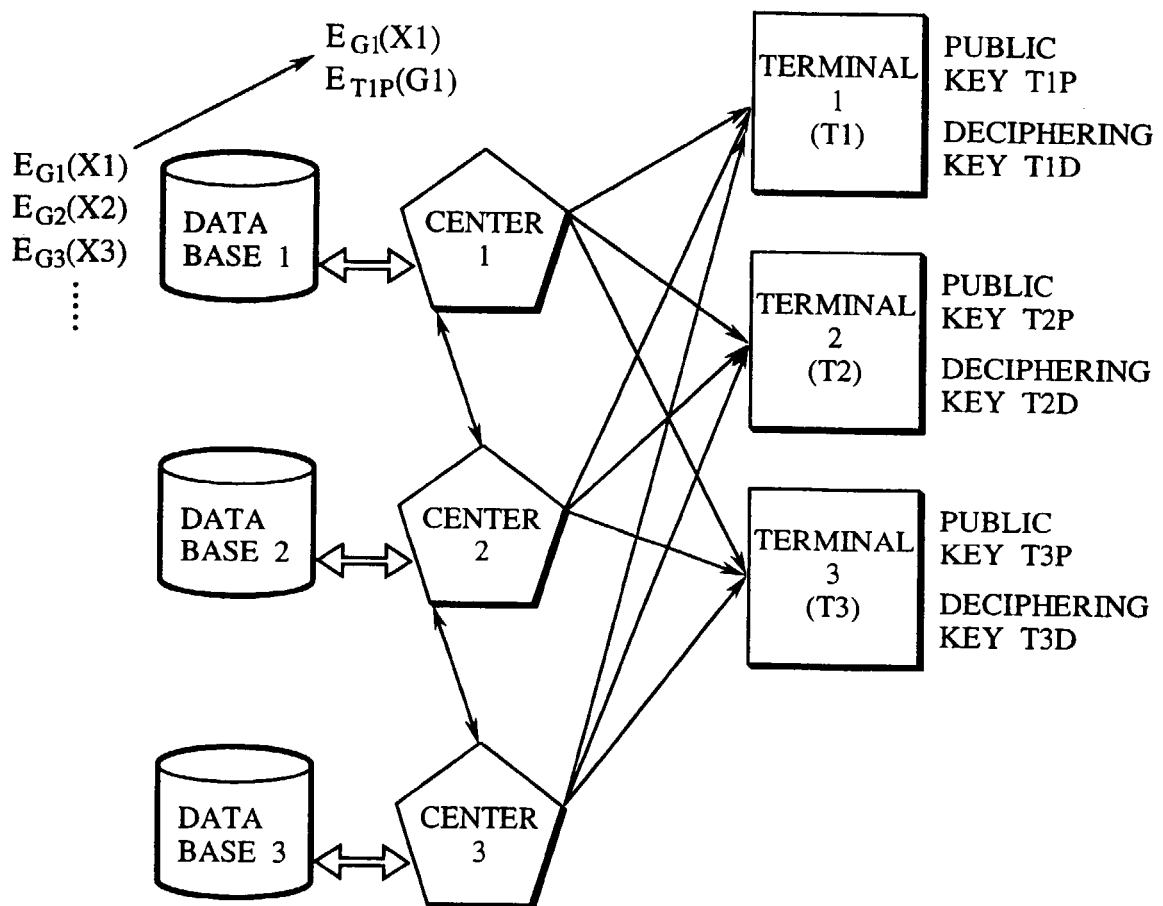 E_G1(X1)
E_T1P(G1)
E_G1(X1)
E_G2(X2)
E_G3(X3)
DATA
BASE 1
CENTER
1
TERMINAL
1
(T1)
PUBLIC
KEY T1P
DECIPHERING
KEY T1D
TERMINAL
2
(T2)
PUBLIC
KEY T2P
DECIPHERING
KEY T2D
DATA
BASE 2
CENTER
2
TERMINAL
3
(T3)
PUBLIC
KEY T3P
DECIPHERING
KEY T3D
DATA
BASE 3
CENTER
3